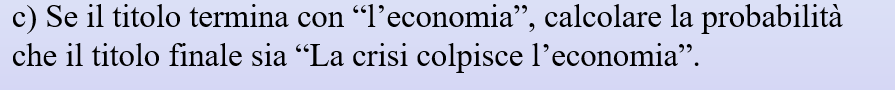 c) Se il titolo termina con “l’economia”, calcolare la probabilità
che il titolo finale sia “La crisi colpisce l’economia”.